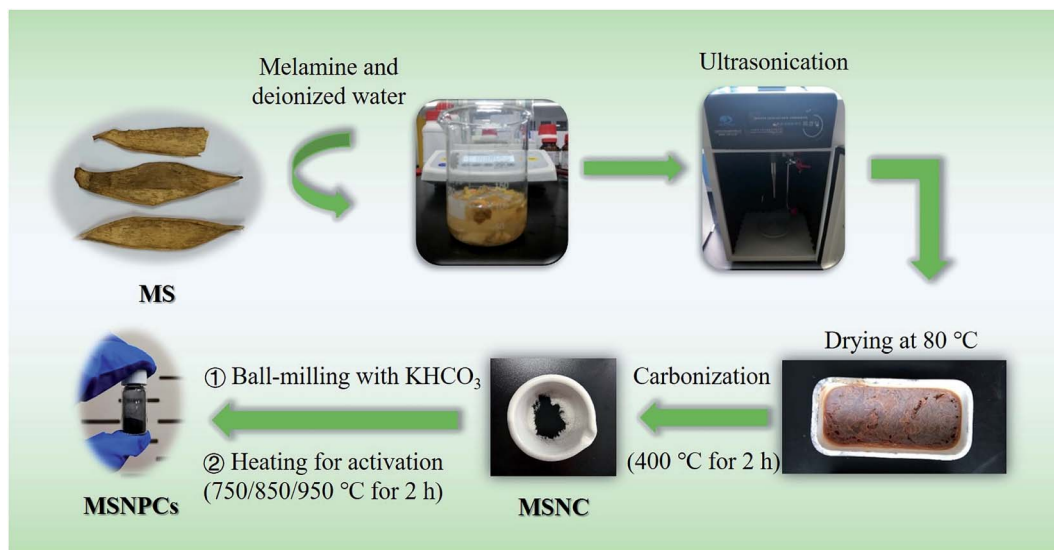 Melamine and
deionized water
Ultrasonication
MS
Drying at 80 °C
① Ball-milling with KHCO₃
Carbonization
② Heating for activation
(750/850/950 °C for 2 h)
(400 °C for 2 h)
MSNPCs
MSNC